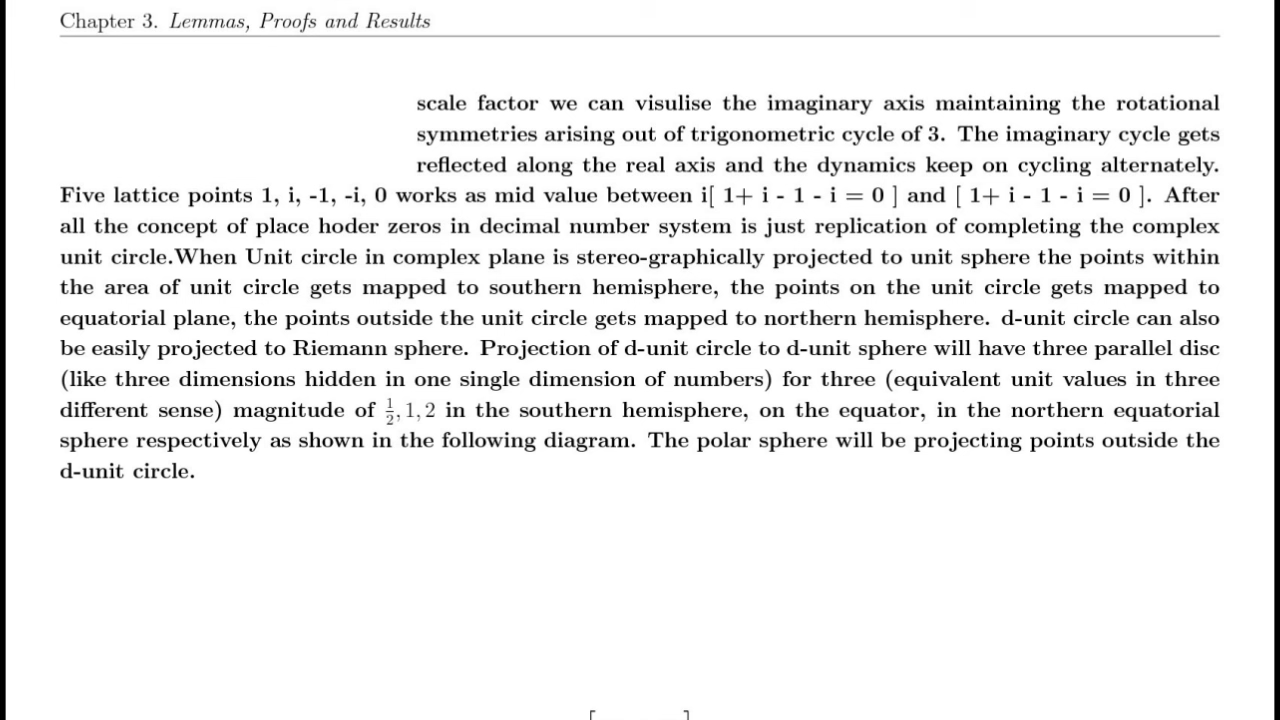 Chapter 3. Lemmas, Proofs and Results
scale factor we can visulise the imaginary axis maintaining the rotational
symmetries arising out of trigonometric cycle of 3. The imaginary cycle gets
reflected along the real axis and the dynamics keep on cycling alternately.
Five lattice points 1, i, -1, -i, 0 works as mid value between i[ 1+ i - 1 - i = 0 ] and [ 1+ i - 1 - i = 0 ]. After
all the concept of place hoder zeros in decimal number system is just replication of completing the complex
unit circle.When Unit circle in complex plane is stereo-graphically projected to unit sphere the points within
the area of unit circle gets mapped to southern hemisphere, the points on the unit circle gets mapped to
equatorial plane, the points outside the unit circle gets mapped to northern hemisphere. d-unit circle can also
be easily projected to Riemann sphere. Projection of d-unit circle to d-unit sphere will have three parallel disc
(like three dimensions hidden in one single dimension of numbers) for three (equivalent unit values in three
different sense) magnitude of ½, 1, 2 in the southern hemisphere, on the equator, in the northern equatorial
sphere respectively as shown in the following diagram. The polar sphere will be projecting points outside the
d-unit circle.